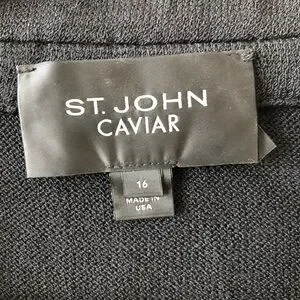 ST. JOHN
CAVIAR
16
MADE IN
USA